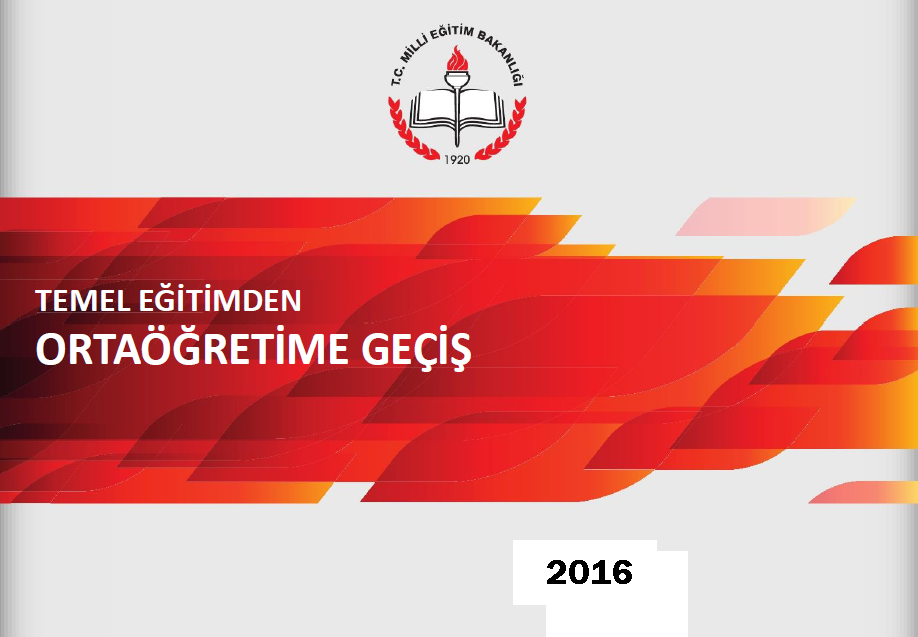 T.C. MİLLİ EĞİTİM BAKANLIĞI
1920
TEMEL EĞİTİMDEN
ORTAÖĞRETİME GEÇİŞ
2016